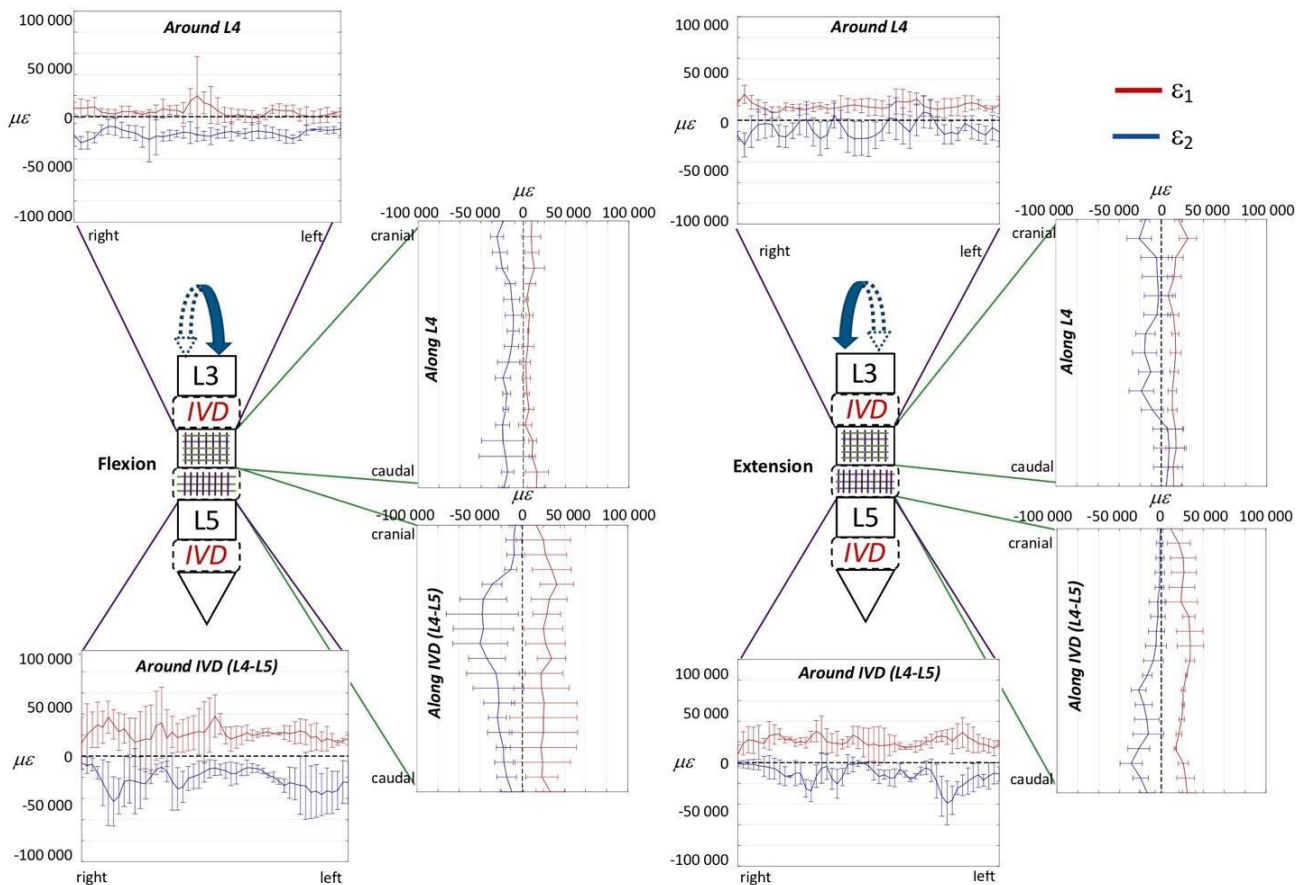 100 000
Around L4
50 000
με
0
-50 000
-100 000
right
left
με
-100 000
-50 000
0
50 000
100 000
cranial
Along L4
caudal
L3
IVD
Flexion
L5
IVD
με
-100 000
-50 000
0
50 000
100 000
cranial
Along IVD (L4-L5)
caudal
100 000
Around IVD (L4-L5)
50 000
με
0
-50 000
-100 000
right
left
100 000
Around L4
50 000
με
0
-50 000
-100 000
right
left
ε1
ε2
με
-100 000
-50 000
0
50 000
100 000
cranial
Along L4
caudal
L3
IVD
Extension
L5
IVD
με
-100 000
-50 000
0
50 000
100 000
cranial
Along IVD (L4-L5)
caudal
100 000
Around IVD (L4-L5)
50 000
με
0
-50 000
-100 000
right
left